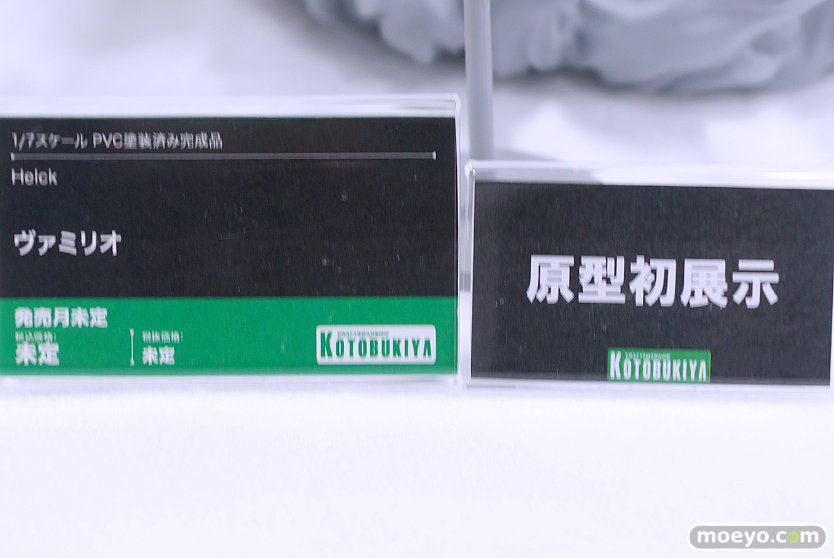 1/7スケール PVC塗装済み完成品
Helck
ヴァミリオ
発売月未定
税込価格:
未定
税抜価格:
未定
CRAFTSMANSHIP
KOTOBUKIYA
原型初展示
CRAFTSMANSHIP
KOTOBUKIYA
moeyo.com